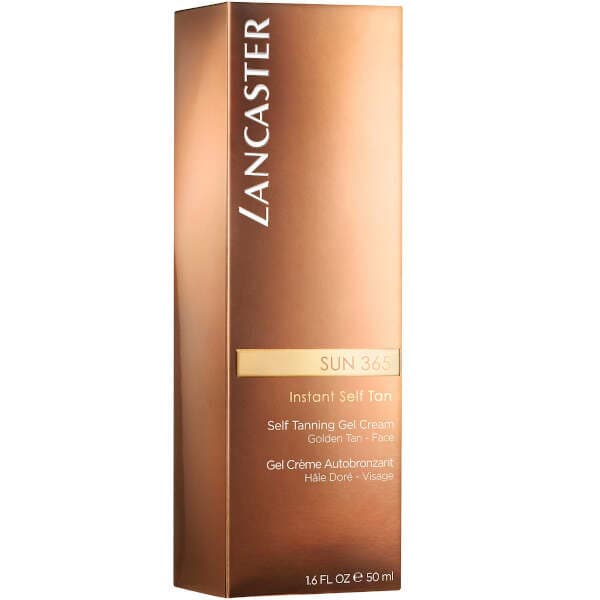 LANCASTER
SUN 365
Instant Self Tan
Self Tanning Gel Cream
Golden Tan - Face
Gel Crème Autobronzant
Hâle Doré - Visage
1.6 FL OZ ℮ 50 ml